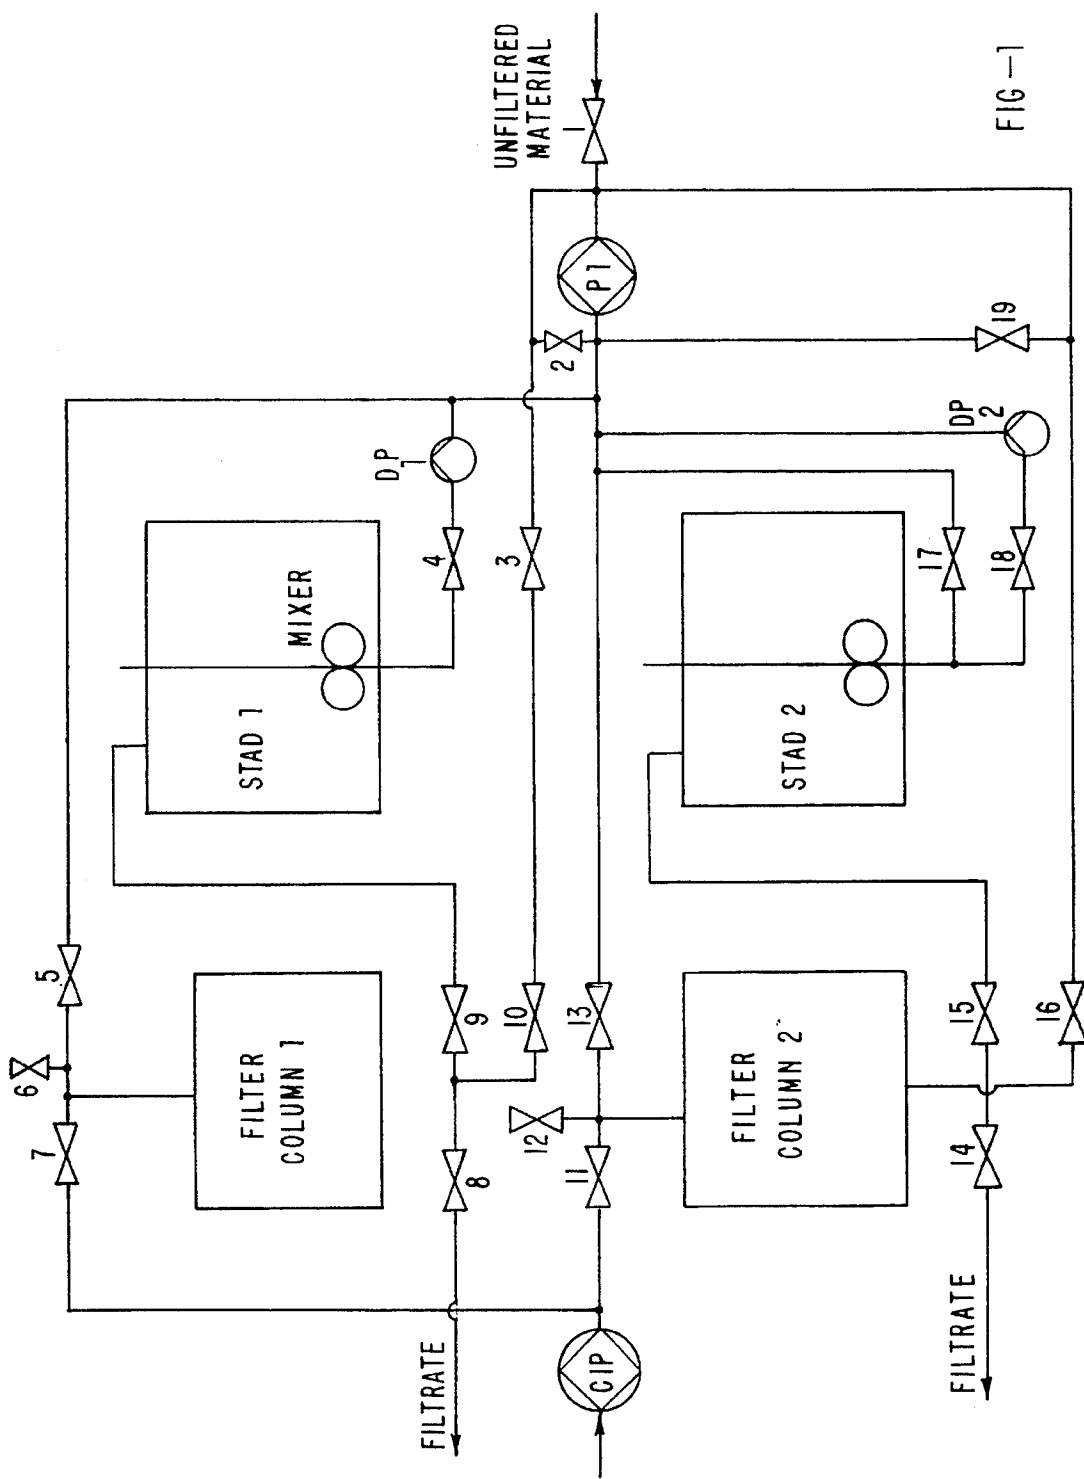 6
7
5
STAD 1
FILTER
COLUMN 1
MIXER
DP
1
FILTRATE
4
8
9
10
3
UNFILTERED
MATERIAL
12
2
1
11
13
CIP
P1
FILTER
COLUMN 2
STAD 2
17
FILTRATE
14
15
DP
2
18
19
FIG-1
16